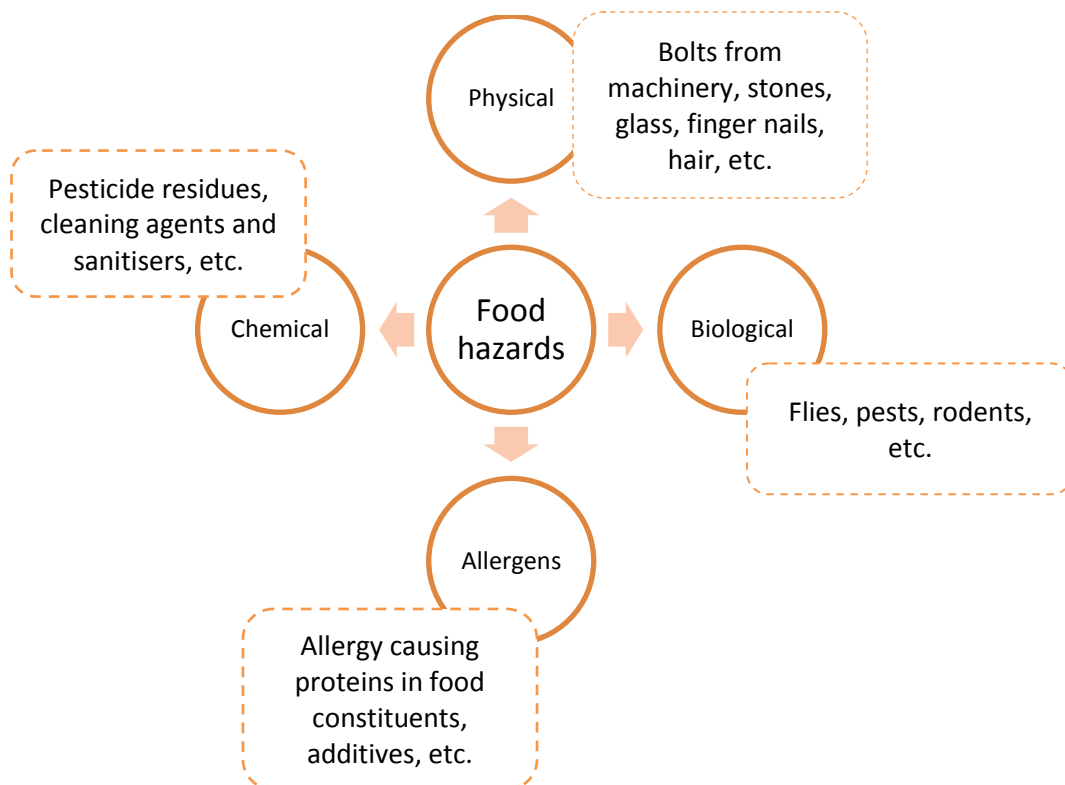 Physical
Bolts from
machinery, stones,
glass, finger nails,
hair, etc.
Pesticide residues,
cleaning agents and
sanitisers, etc.
Chemical
Food
hazards
Biological
Flies, pests, rodents,
etc.
Allergens
Allergy causing
proteins in food
constituents,
additives, etc.